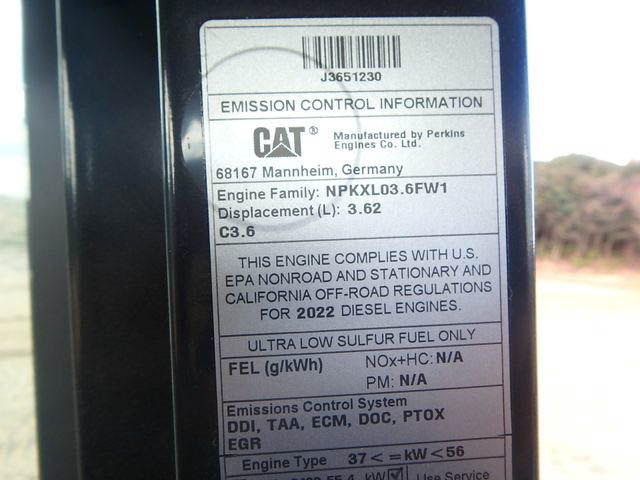 J3651230
EMISSION CONTROL INFORMATION
CAT® Manufactured by Perkins
Engines Co. Ltd.
68167 Mannheim, Germany
Engine Family: NPKXL03.6FW1
Displacement (L): 3.62
C3.6
THIS ENGINE COMPLIES WITH U.S.
EPA NONROAD AND STATIONARY AND
CALIFORNIA OFF-ROAD REGULATIONS
FOR 2022 DIESEL ENGINES.
ULTRA LOW SULFUR FUEL ONLY
FEL (g/kWh) NOx+HC: N/A
PM: N/A
Emissions Control System
DDI, TAA, ECM, DOC, PTOX
EGR
Engine Type 37 < = kW < 56
kW Use Service